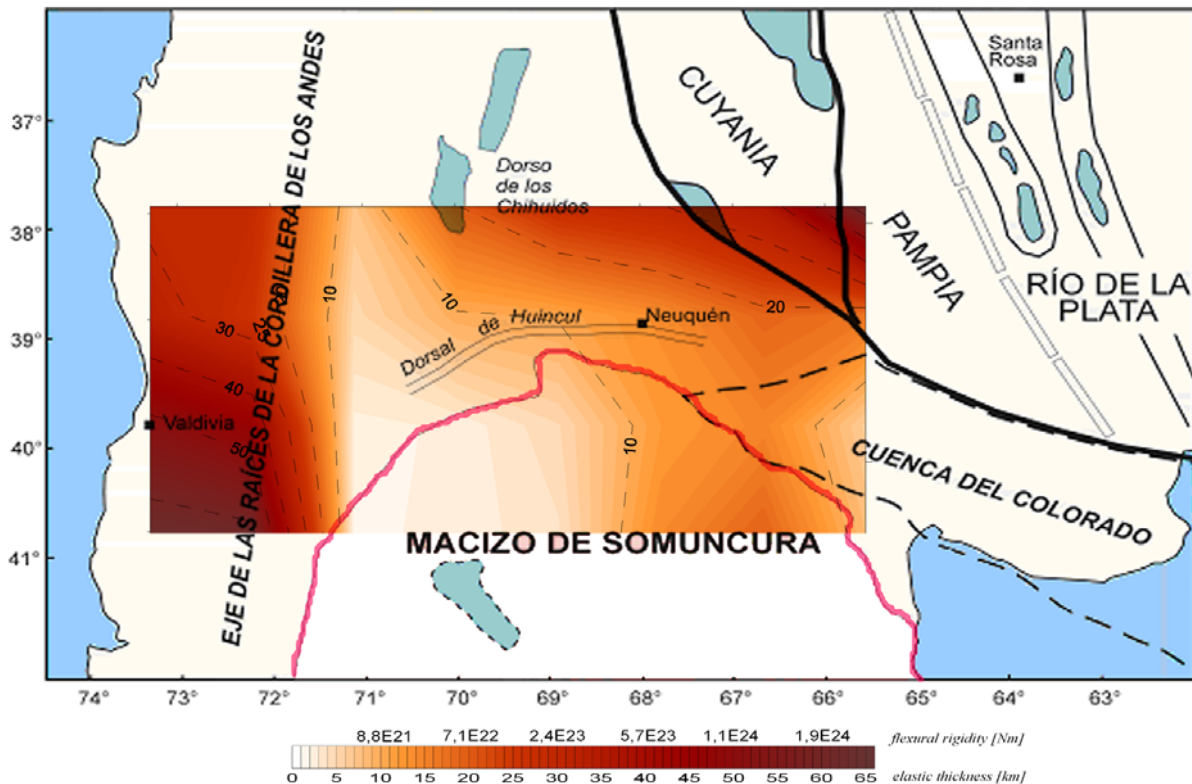 Santa
Rosa
37°
38°
39°
40°
41°
CUYANIA
PAMPIA
RÍO DE LA
PLATA
Dorso
de los
Chihuidos
EJE DE LAS RAÍCES DE LA CORDILLERA DE LOS ANDES
10
10
20
30
40
50
10
Dorsal de Huincul
Neuquén
Valdivia
CUENCA DEL COLORADO
MACIZO DE SOMUNCURA
74° 73° 72° 71° 70° 69° 68° 67° 66° 65° 64° 63°
8,8E21 7,1E22 2,4E23 5,7E23 1,1E24 1,9E24 flexural rigidity [Nm]
0 5 10 15 20 25 35 40 45 50 55 60 65 elastic thickness [km]